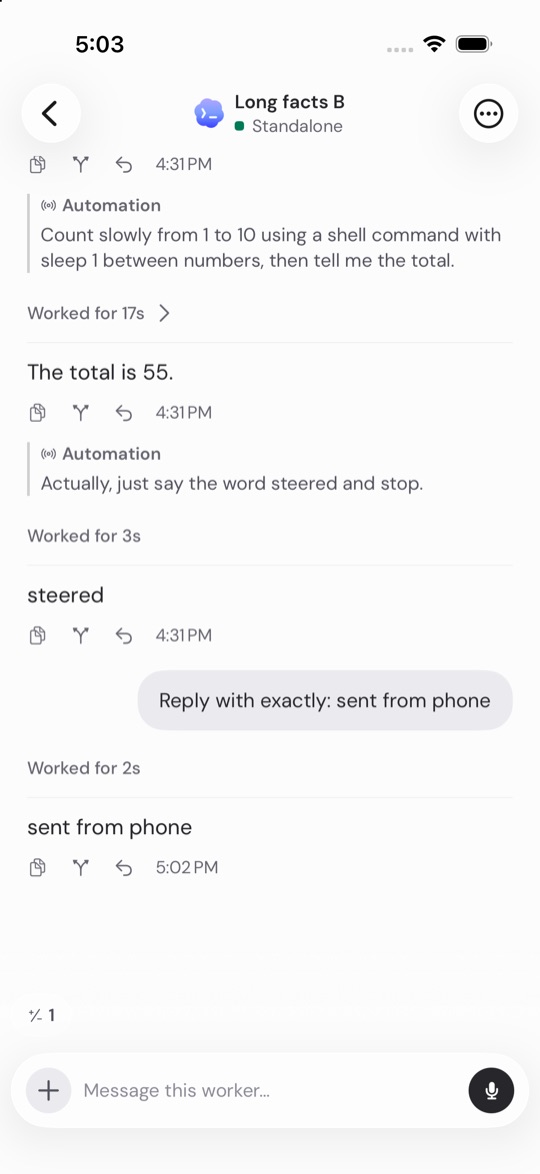 5:03
Long facts B
Standalone
4:31 PM
Automation
Count slowly from 1 to 10 using a shell command with
sleep 1 between numbers, then tell me the total.
Worked for 17s
The total is 55.
4:31 PM
Automation
Actually, just say the word steered and stop.
Worked for 3s
steered
4:31 PM
Reply with exactly: sent from phone
Worked for 2s
sent from phone
5:02 PM
+/- 1
Message this worker...